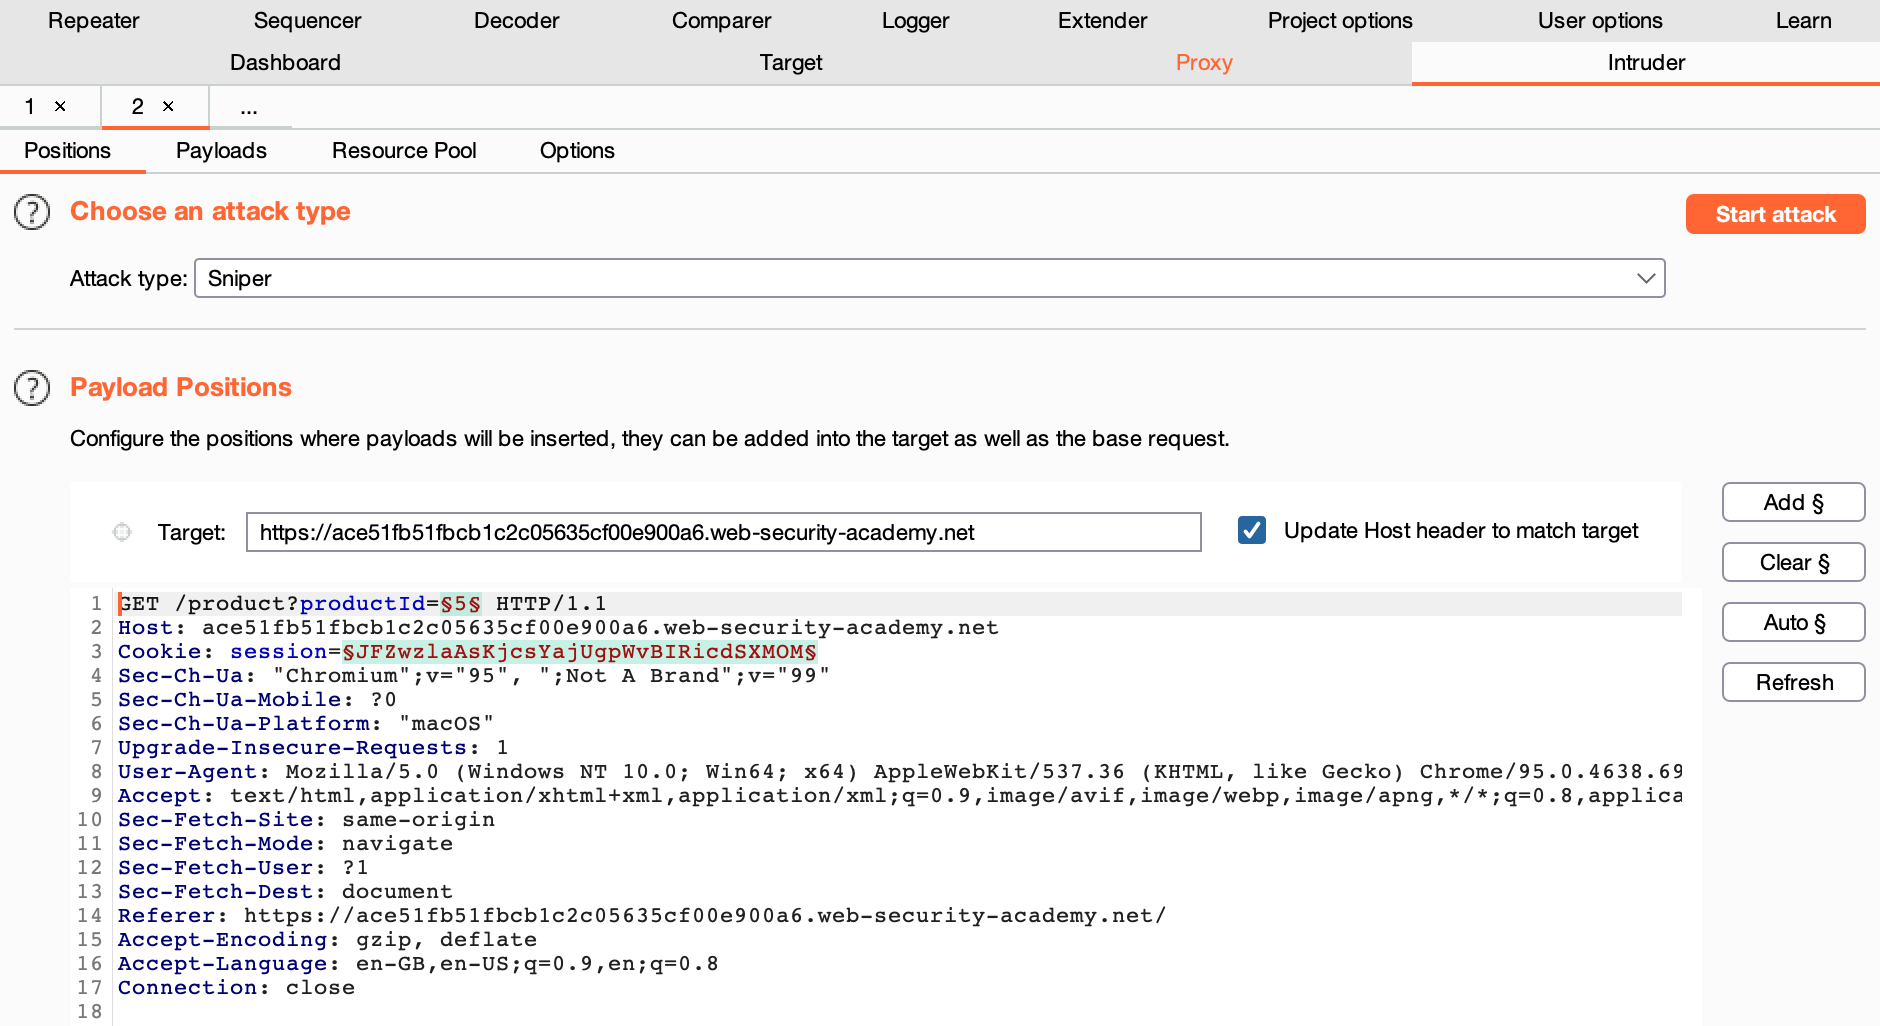 Repeater Sequencer Decoder Comparer Logger Extender Project options User options Learn
Dashboard Target Proxy Intruder
1 × 2 × ...
Positions Payloads Resource Pool Options
? Choose an attack type Start attack
Attack type: Sniper
? Payload Positions
Configure the positions where payloads will be inserted, they can be added into the target as well as the base request.
Target: https://ace51fb51fbcb1c2c05635cf00e900a6.web-security-academy.net Update Host header to match target
Add §
Clear §
Auto §
Refresh
1 GET /product?productId=§5§ HTTP/1.1
2 Host: ace51fb51fbcb1c2c05635cf00e900a6.web-security-academy.net
3 Cookie: session=§JFZwzlaAsKjcsYajUgpWvBIRicdSXMOM§
4 Sec-Ch-Ua: "Chromium";v="95", ";Not A Brand";v="99"
5 Sec-Ch-Ua-Mobile: ?0
6 Sec-Ch-Ua-Platform: "macOS"
7 Upgrade-Insecure-Requests: 1
8 User-Agent: Mozilla/5.0 (Windows NT 10.0; Win64; x64) AppleWebKit/537.36 (KHTML, like Gecko) Chrome/95.0.4638.69
9 Accept: text/html,application/xhtml+xml,application/xml;q=0.9,image/avif,image/webp,image/apng,*/*;q=0.8,applica
10 Sec-Fetch-Site: same-origin
11 Sec-Fetch-Mode: navigate
12 Sec-Fetch-User: ?1
13 Sec-Fetch-Dest: document
14 Referer: https://ace51fb51fbcb1c2c05635cf00e900a6.web-security-academy.net/
15 Accept-Encoding: gzip, deflate
16 Accept-Language: en-GB,en-US;q=0.9,en;q=0.8
17 Connection: close
18